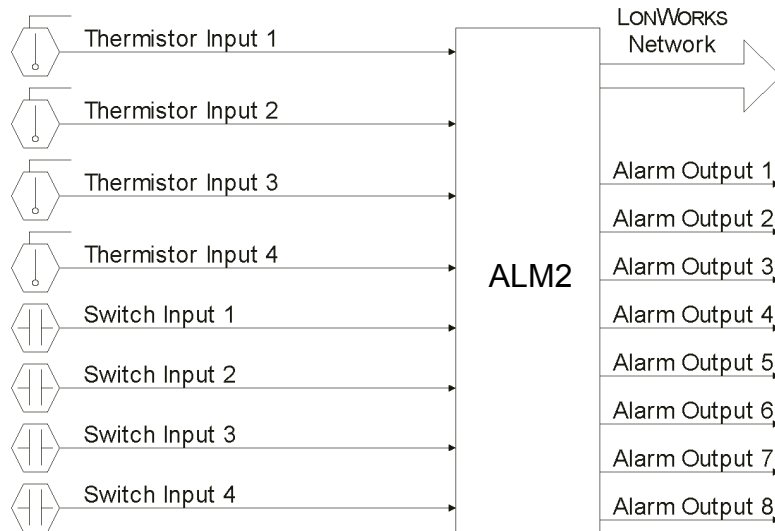 Thermistor Input 1
Thermistor Input 2
Thermistor Input 3
Thermistor Input 4
Switch Input 1
Switch Input 2
Switch Input 3
Switch Input 4
ALM2
LONWORKS
Network
Alarm Output 1
Alarm Output 2
Alarm Output 3
Alarm Output 4
Alarm Output 5
Alarm Output 6
Alarm Output 7
Alarm Output 8